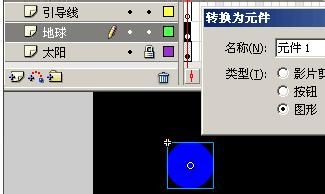 引导线
地球
太阳
转换为元件
名称(N): 元件 1
类型(T): 影片剪
按钮
图形